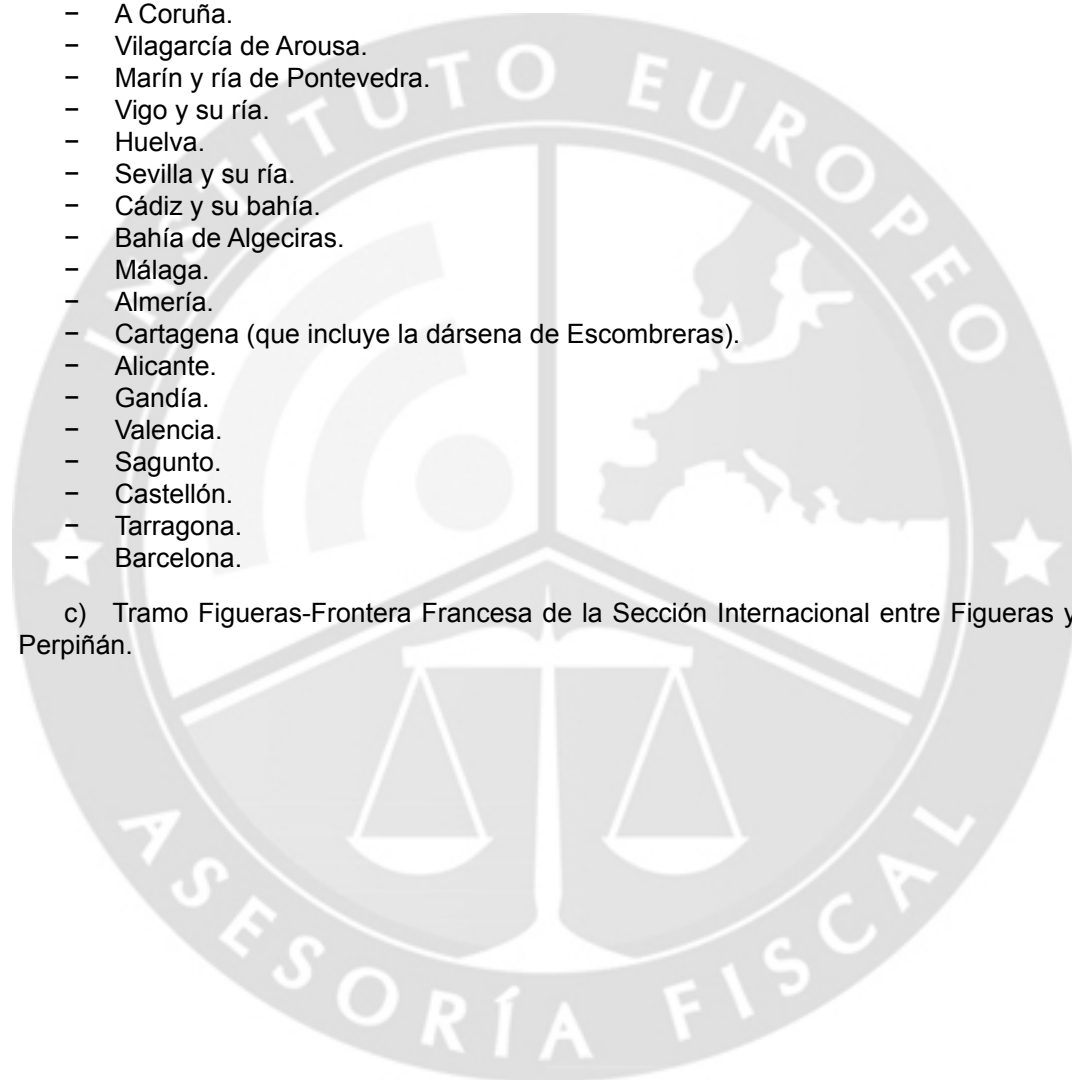 − A Coruña.
− Vilagarcía de Arousa.
− Marín y ría de Pontevedra.
− Vigo y su ría.
− Huelva.
− Sevilla y su ría.
− Cádiz y su bahía.
− Bahía de Algeciras.
− Málaga.
− Almería.
− Cartagena (que incluye la dársena de Escombreras).
− Alicante.
− Gandía.
− Valencia.
− Sagunto.
− Castellón.
− Tarragona.
− Barcelona.
c) Tramo Figueras-Frontera Francesa de la Sección Internacional entre Figueras y
Perpiñán.
INSTITUTO EUROPEO
ASESORÍA FISCAL